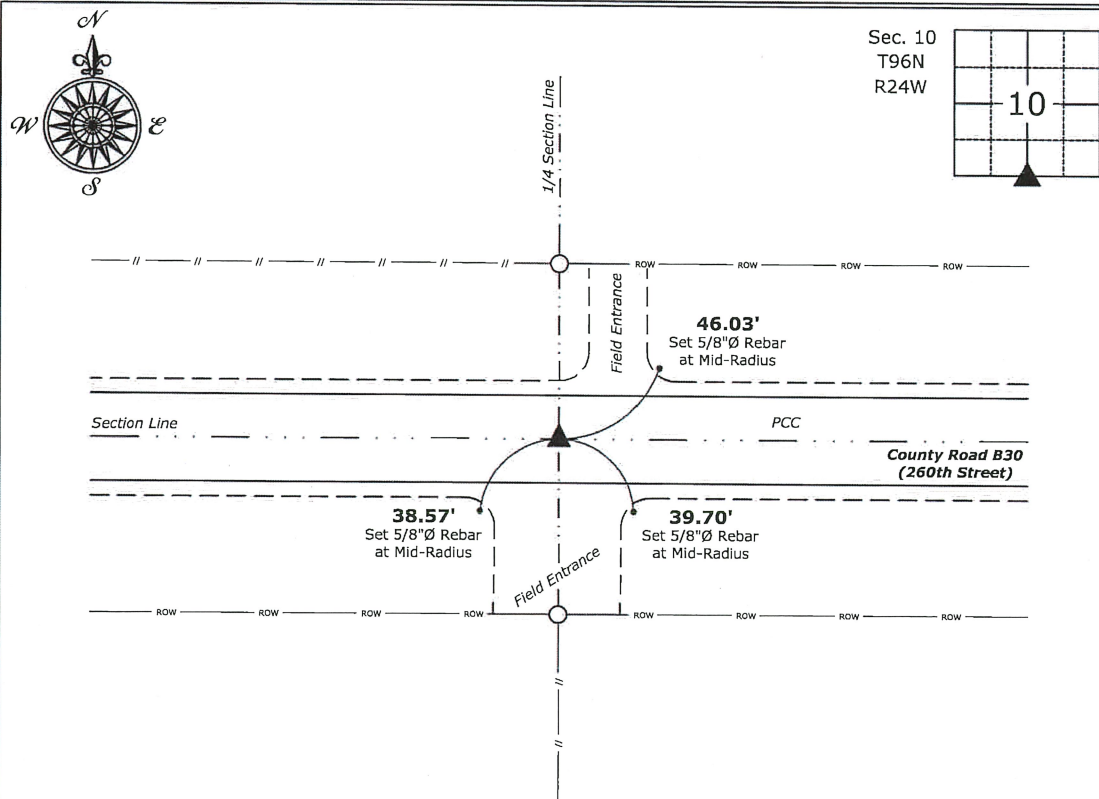 N
W E
S
Sec. 10
T96N
R24W
10
1/4 Section Line
ROW ROW ROW ROW
Field Entrance
46.03'
Set 5/8"Ø Rebar
at Mid-Radius
Section Line
PCC
County Road B30
(260th Street)
38.57'
Set 5/8"Ø Rebar
at Mid-Radius
39.70'
Set 5/8"Ø Rebar
at Mid-Radius
Field Entrance
ROW ROW ROW ROW ROW ROW ROW ROW